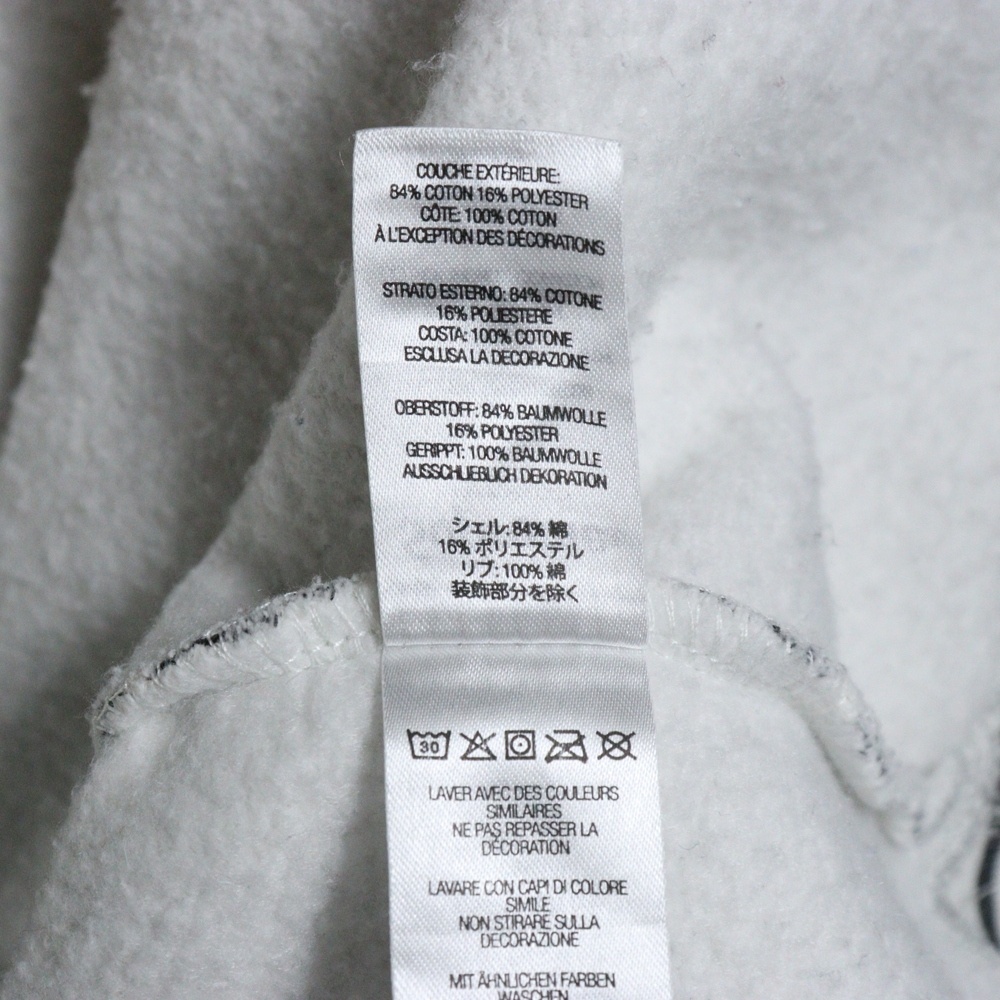 COUCHE EXTÉRIEURE:
84% COTON 16% POLYESTER
CÔTE: 100% COTON
À L'EXCEPTION DES DÉCORATIONS
STRATO ESTERNO: 84% COTONE
16% POLIESTERE
COSTA: 100% COTONE
ESCLUSA LA DECORAZIONE
OBERSTOFF: 84% BAUMWOLLE
16% POLYESTER
GERIPPT: 100% BAUMWOLLE
AUSSCHLIEßLICH DEKORATION
シェル: 84% 綿
16% ポリエステル
リブ: 100% 綿
装飾部分を除く
30
LAVER AVEC DES COULEURS
SIMILAIRES
NE PAS REPASSER LA
DÉCORATION
LAVARE CON CAPI DI COLORE
SIMILE
NON STIRARE SULLA
DECORAZIONE
MIT ÄHNLICHEN FARBEN
WASCHEN